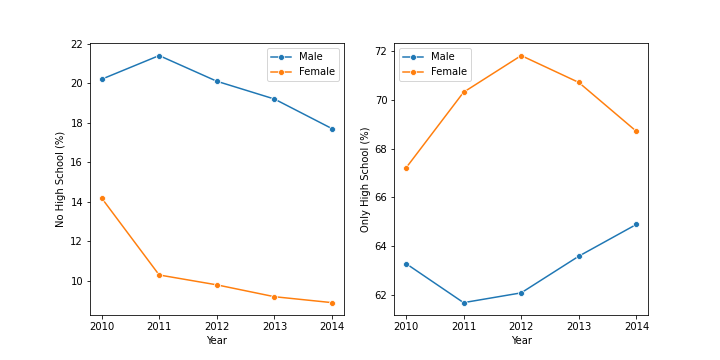 22
20
18
16
14
12
10
No High School (%)
Male
Female
2010 2011 2012 2013 2014
Year
72
70
68
66
64
62
Only High School (%)
Male
Female
2010 2011 2012 2013 2014
Year